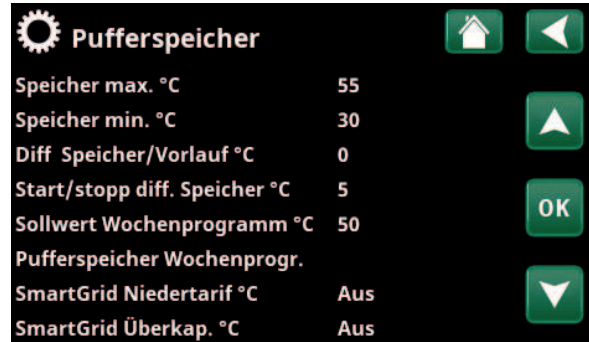 Pufferspeicher
Speicher max. °C 55
Speicher min. °C 30
Diff Speicher/Vorlauf °C 0
Start/stopp diff. Speicher °C 5
Sollwert Wochenprogramm °C 50
Pufferspeicher Wochenprogr.
SmartGrid Niedertarif °C Aus
SmartGrid Überkap. °C Aus
OK